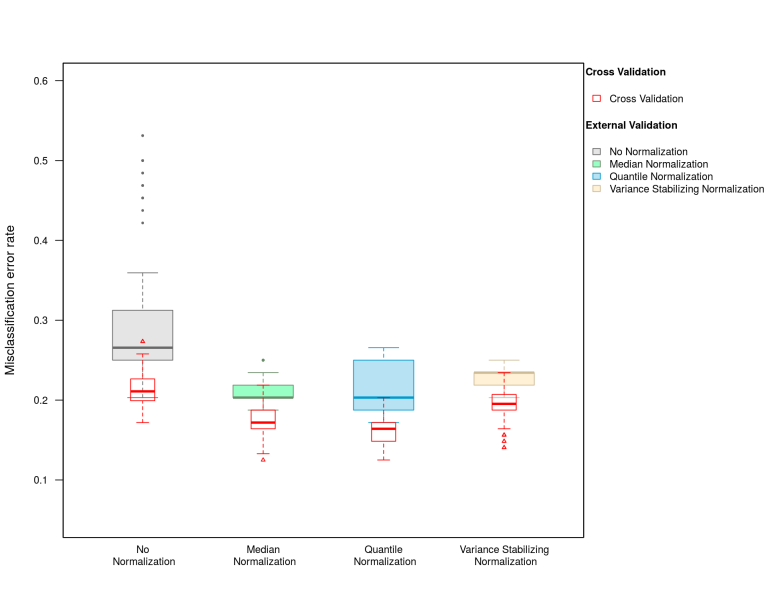 Misclassification error rate
0.6
0.5
0.4
0.3
0.2
0.1
No
Normalization
Median
Normalization
Quantile
Normalization
Variance Stabilizing
Normalization
Cross Validation
Cross Validation
External Validation
No Normalization
Median Normalization
Quantile Normalization
Variance Stabilizing Normalization